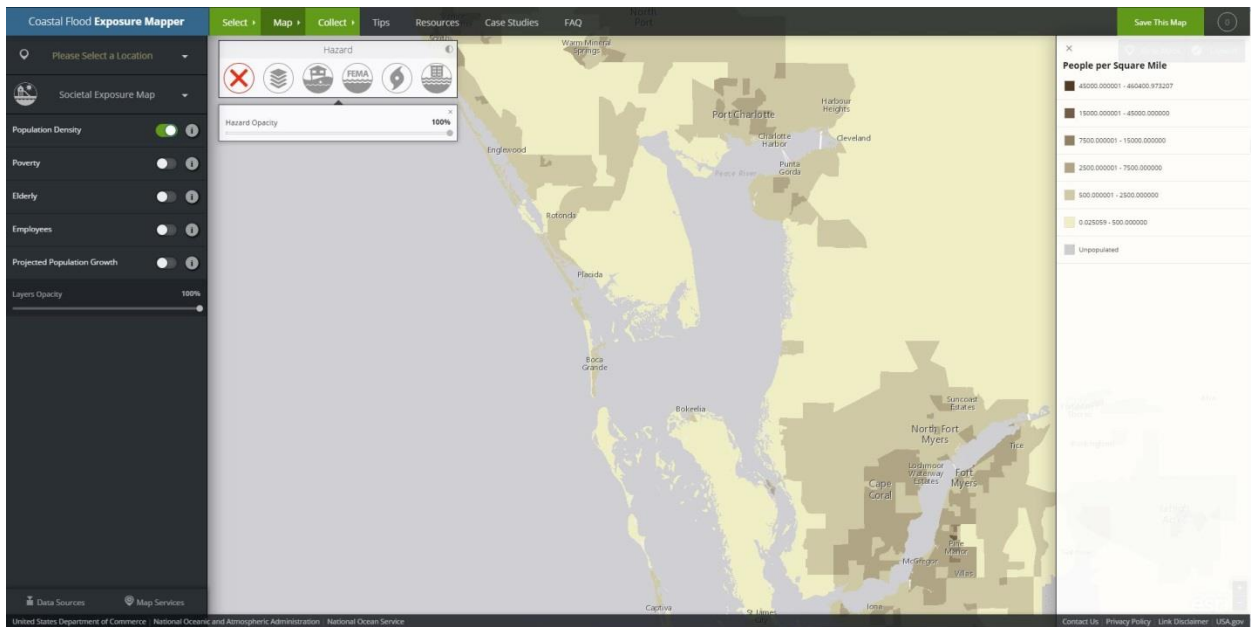 Coastal Flood Exposure Mapper
Select
Map
Collect
Tips
Resources
Case Studies
FAQ
Save This Map
0
Please Select a Location
Societal Exposure Map
Population Density
Poverty
Elderly
Employees
Projected Population Growth
Layers Opacity 100%
Data Sources
Map Services
Hazard
FEMA
Hazard Opacity 100%
North
Port
Warm Mineral
Springs
Harbour
Heights
Port Charlotte
Charlotte
Harbor
Cleveland
Englewood
Peace River
Punta
Gorda
Rotonda
Placida
Boca
Grande
Bokeelia
Suncoast
Estates
North Fort
Myers
Tice
Lochmoor
Waterway
Estates
Fort
Myers
Cape
Coral
Pine
Manor
McGregor
Villas
Captiva
St James
City
Iona
People per Square Mile
45000.000001 - 460400.973207
15000.000001 - 45000.000000
7500.000001 - 15000.000000
2500.000001 - 7500.000000
500.000001 - 2500.000000
0.025059 - 500.000000
Unpopulated
United States Department of Commerce | National Oceanic and Atmospheric Administration | National Ocean Service
Contact Us | Privacy Policy | Link Disclaimer | USA.gov